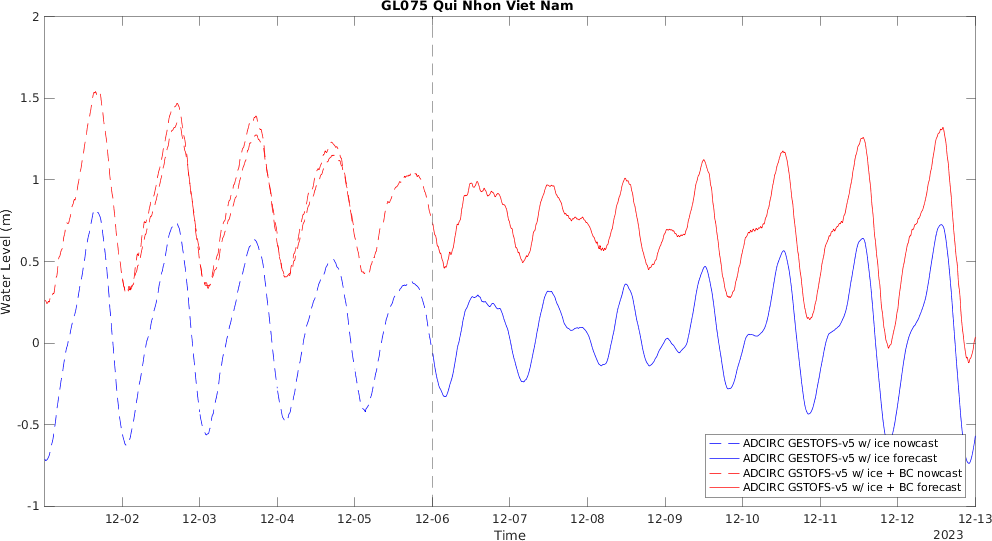 GL075 Qui Nhon Viet Nam
2
1.5
1
0.5
0
-0.5
-1
Water Level (m)
12-02 12-03 12-04 12-05 12-06 12-07 12-08 12-09 12-10 12-11 12-12 12-13
Time
2023
ADCIRC GESTOFS-v5 w/ ice nowcast
ADCIRC GESTOFS-v5 w/ ice forecast
ADCIRC GSTOFS-v5 w/ ice + BC nowcast
ADCIRC GSTOFS-v5 w/ ice + BC forecast